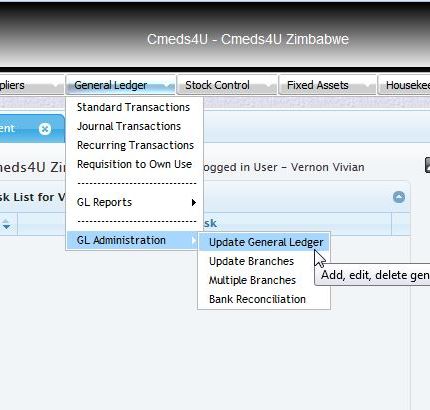 Cmeds4U - Cmeds4U Zimbabwe
pliers General Ledger Stock Control Fixed Assets Housekee
ent
Standard Transactions
Journal Transactions
Recurring Transactions
Requisition to Own Use
meds4U Zi ogged in User - Vernon Vivian
sk List for V
GL Reports
sk
GL Administration
Update General Ledger
Update Branches
Multiple Branches
Bank Reconciliation
Add, edit, delete gen